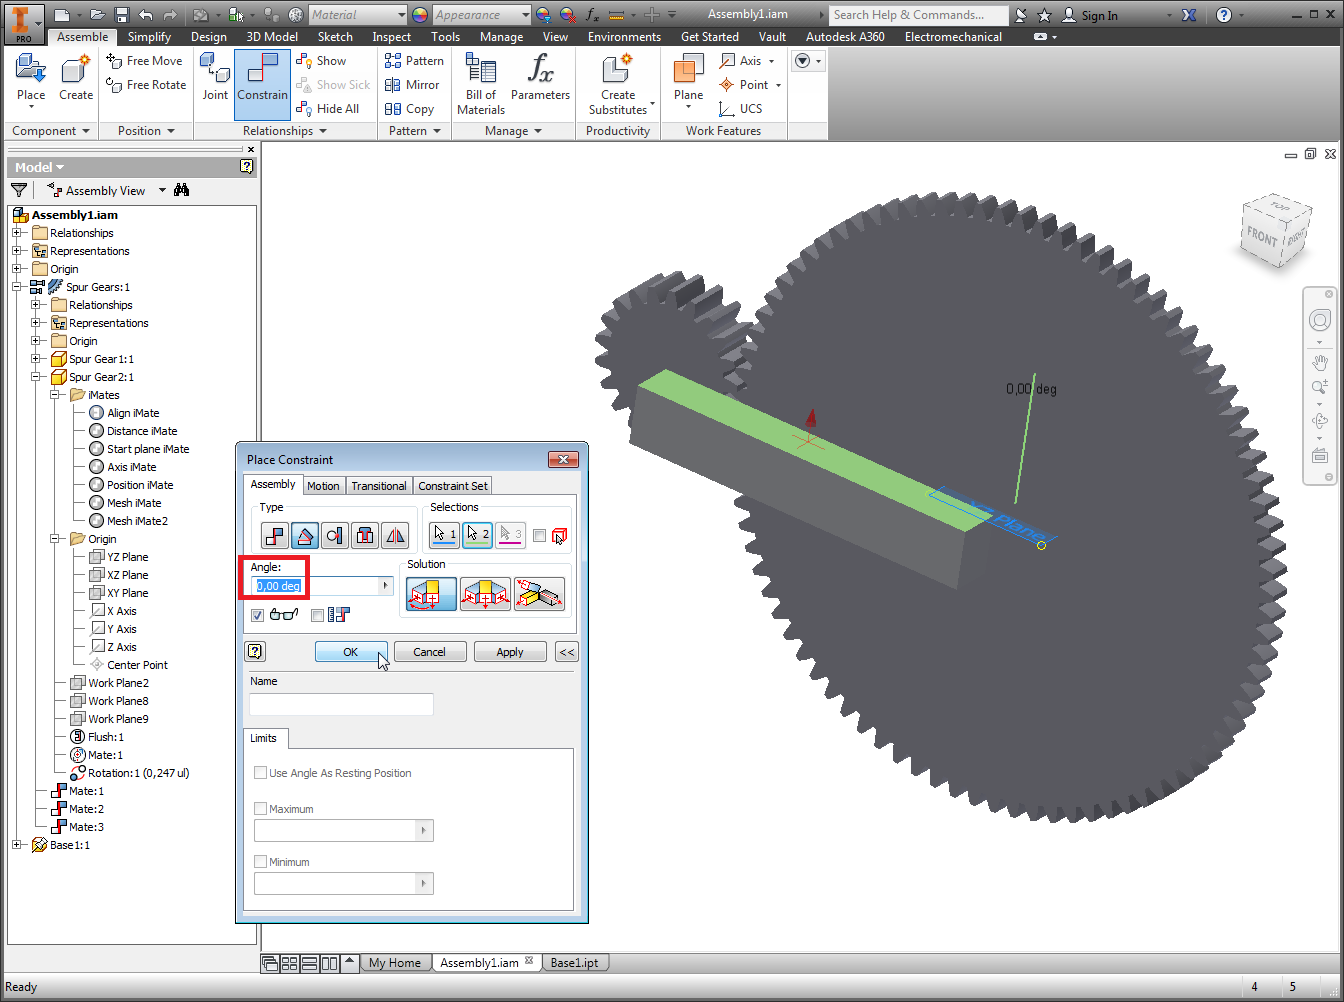 PRO
Material
Appearance
Assembly1.iam
Search Help & Commands...
Sign In
Assemble
Simplify
Design
3D Model
Sketch
Inspect
Tools
Manage
View
Environments
Get Started
Vault
Autodesk A360
Electromechanical
Place
Create
Free Move
Free Rotate
Joint
Constrain
Show
Show Sick
Hide All
Pattern
Mirror
Copy
Bill of
Materials
fx
Parameters
Create
Substitutes
Plane
Axis
Point
UCS
Component
Position
Relationships
Pattern
Manage
Productivity
Work Features
Model
Assembly View
Assembly1.iam
Relationships
Representations
Origin
Spur Gears:1
Relationships
Representations
Origin
Spur Gear1:1
Spur Gear2:1
iMates
Align iMate
Distance iMate
Start plane iMate
Axis iMate
Position iMate
Mesh iMate
Mesh iMate2
Origin
YZ Plane
XZ Plane
XY Plane
X Axis
Y Axis
Z Axis
Center Point
Work Plane2
Work Plane8
Work Plane9
Flush:1
Mate:1
Rotation:1 (0,247 ul)
Mate:1
Mate:2
Mate:3
Base1:1
TOP
FRONT
RIGHT
0,00 deg
Plane
Place Constraint
Assembly
Motion
Transitional
Constraint Set
Type
Selections
1
2
3
Angle:
0,00 deg
Solution
OK
Cancel
Apply
<<
Name
Limits
Use Angle As Resting Position
Maximum
Minimum
My Home
Assembly1.iam
Base1.ipt
Ready
4
5